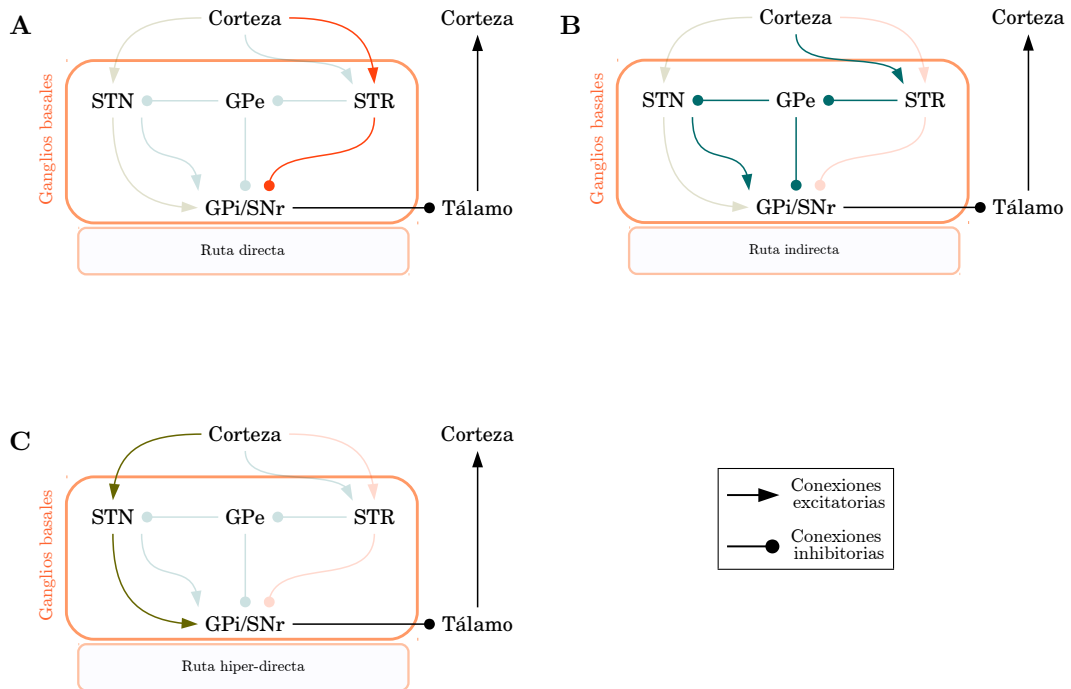 A
Corteza
Corteza
Ganglios basales
STN
GPe
STR
GPi/SNr
Tálamo
Ruta directa
B
Corteza
Corteza
Ganglios basales
STN
GPe
STR
GPi/SNr
Tálamo
Ruta indirecta
C
Corteza
Corteza
Ganglios basales
STN
GPe
STR
GPi/SNr
Tálamo
Ruta hiper-directa
Conexiones
excitatorias
Conexiones
inhibitorias